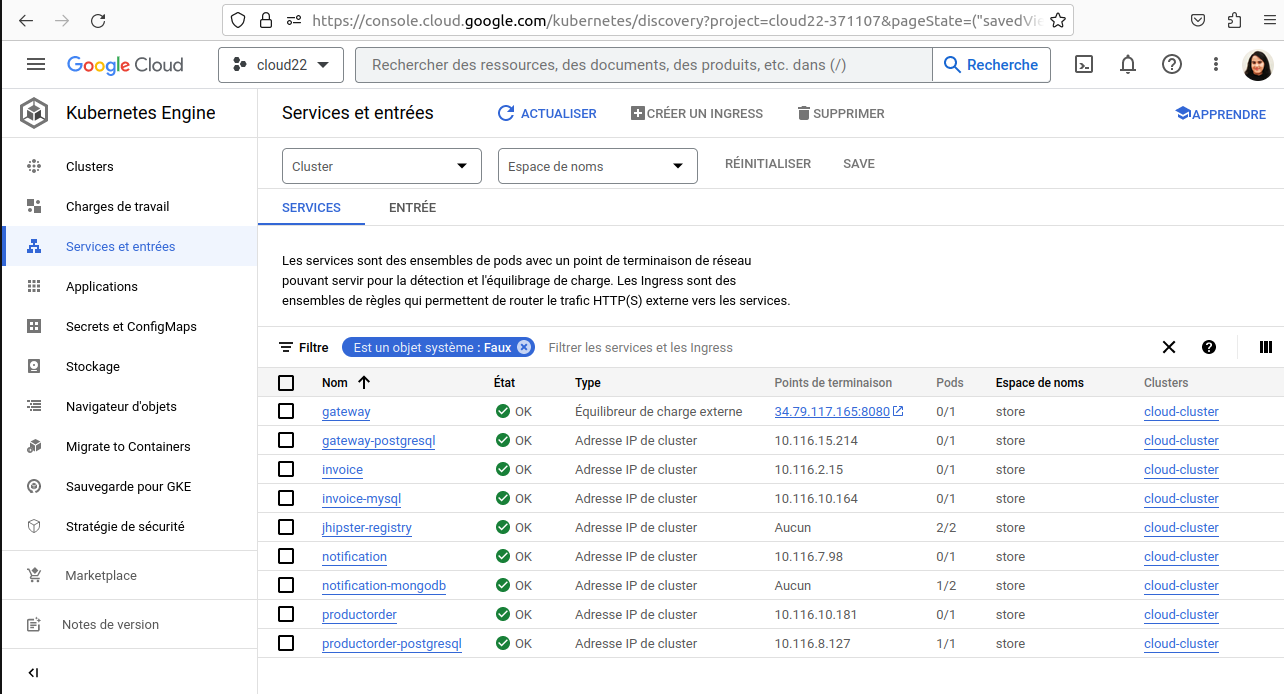 https://console.cloud.google.com/kubernetes/discovery?project=cloud22-371107&pageState=("savedVie
Google Cloud
cloud22
Rechercher des ressources, des documents, des produits, etc. dans (/)
Recherche
Kubernetes Engine
Services et entrées
ACTUALISER
CRÉER UN INGRESS
SUPPRIMER
APPRENDRE
Clusters
Charges de travail
Services et entrées
Applications
Secrets et ConfigMaps
Stockage
Navigateur d'objets
Migrate to Containers
Sauvegarde pour GKE
Stratégie de sécurité
Marketplace
Notes de version
Cluster
Espace de noms
RÉINITIALISER
SAVE
SERVICES
ENTRÉE
Les services sont des ensembles de pods avec un point de terminaison de réseau
pouvant servir pour la détection et l'équilibrage de charge. Les Ingress sont des
ensembles de règles qui permettent de router le trafic HTTP(S) externe vers les services.
Filtre
Est un objet système : Faux
Filtrer les services et les Ingress
Nom État Type Points de terminaison Pods Espace de noms Clusters
gateway OK Équilibreur de charge externe 34.79.117.165:8080 0/1 store cloud-cluster
gateway-postgresql OK Adresse IP de cluster 10.116.15.214 0/1 store cloud-cluster
invoice OK Adresse IP de cluster 10.116.2.15 0/1 store cloud-cluster
invoice-mysql OK Adresse IP de cluster 10.116.10.164 0/1 store cloud-cluster
jhipster-registry OK Adresse IP de cluster Aucun 2/2 store cloud-cluster
notification OK Adresse IP de cluster 10.116.7.98 0/1 store cloud-cluster
notification-mongodb OK Adresse IP de cluster Aucun 1/2 store cloud-cluster
productorder OK Adresse IP de cluster 10.116.10.181 0/1 store cloud-cluster
productorder-postgresql OK Adresse IP de cluster 10.116.8.127 1/1 store cloud-cluster